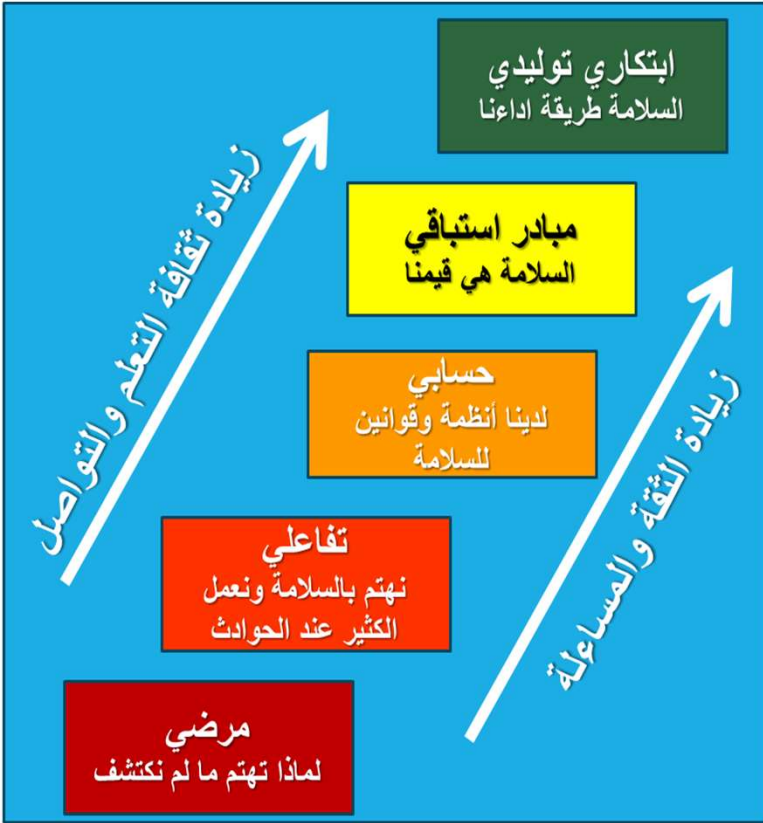 ابتكاري توليدي
السلامة طريقة اداءنا
مبادر استباقي
السلامة هي قيمنا
حسابي
لدينا أنظمة وقوانين
للسلامة
تفاعلي
نهتم بالسلامة ونعمل
الكثير عند الحوادث
مرضي
لماذا تهتم ما لم نكتشف
زيادة ثقافة التعلم والتواصل
زيادة الثقة والمساءلة